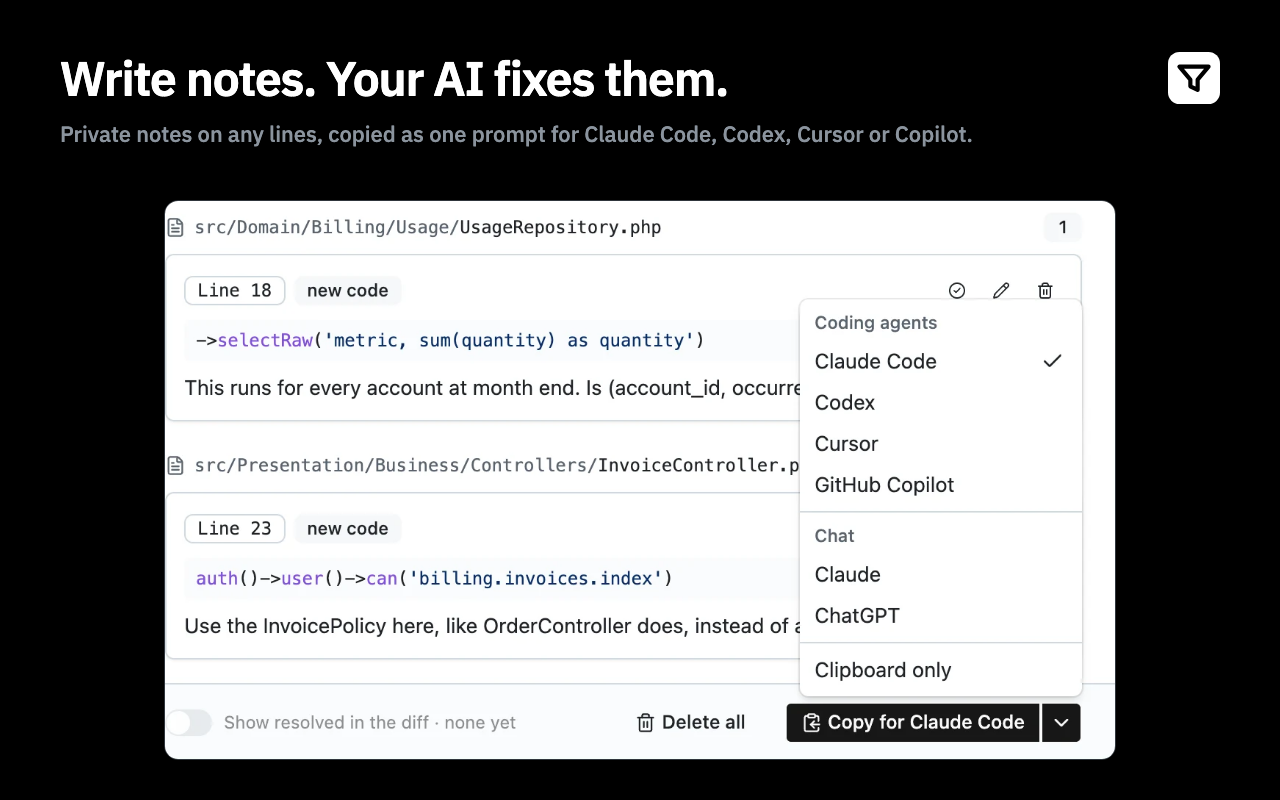 Write notes. Your AI fixes them.
Private notes on any lines, copied as one prompt for Claude Code, Codex, Cursor or Copilot.
src/Domain/Billing/Usage/UsageRepository.php 1
Line 18 new code
->selectRaw('metric, sum(quantity) as quantity')
This runs for every account at month end. Is (account_id,
src/Presentation/Business/Controllers/
Line 23 new code
auth()->user()->can('billing.invoices.index')
Use the InvoicePolicy here, like OrderController does, instead of
Coding agents
Claude Code
Codex
Cursor
GitHub Copilot
Chat
Claude
ChatGPT
Clipboard only
Show resolved in the diff · none yet
Delete all
Copy for Claude Code